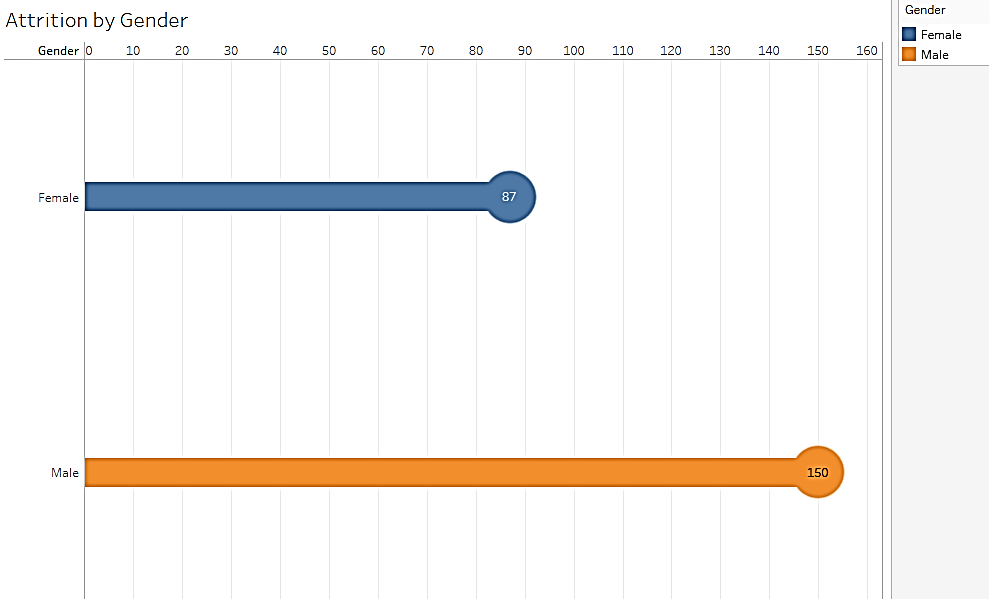 Attrition by Gender
Gender 0 10 20 30 40 50 60 70 80 90 100 110 120 130 140 150 160
Female 87
Male 150
Gender
Female
Male